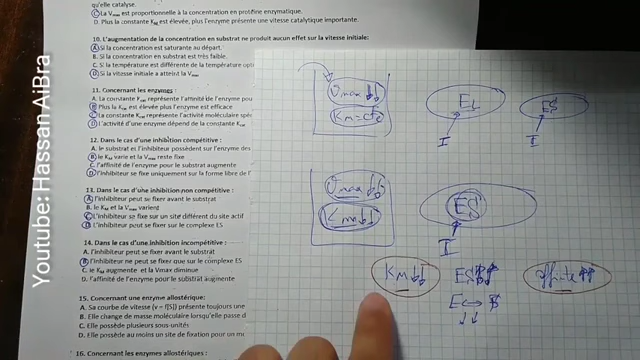 qu'elle catalyse.
C. La Vmax est proportionnelle à la concentration en protéine enzymatique.
D. Plus la constante KM est élevée, plus l'enzyme présente une vitesse catalytique importante.
10. L'augmentation de la concentration en substrat ne produit aucun effet sur la vitesse initiale:
A. Si la concentration est saturante au départ.
B. Si la concentration en substrat est très faible.
C. Si la température est différente de la température opti
D. Si la vitesse initiale a atteint la Vmax
11. Concernant les enzymes :
A. La constante Kcat représente l'affinité de l'enzyme pou
B. Plus la Kcat est élevée plus l'enzyme est efficace
C. La constante Kcat représente l'activité moléculaire spé
D. L'activité d'une enzyme dépend de la constante Kcat
12. Dans le cas d'une inhibition compétitive :
A. le substrat et l'inhibiteur possèdent sur l'enzyme des
B. le KM varie et la Vmax reste fixe
C. l'affinité de l'enzyme pour le substrat augmente
D. l'inhibiteur se fixe uniquement sur la forme libre de l'
13. Dans le cas d'une inhibition non compétitive :
A. l'inhibiteur peut se fixer avant le substrat
B. le KM et la Vmax varient
C. L'inhibiteur se fixe sur un site différent du site actif
D. L'inhibiteur peut se fixer sur le complexe ES
14. Dans le cas d'une inhibition incompétitive :
A. l'inhibiteur peut se fixer avant le substrat
B. l'inhibiteur ne peut se fixer que sur le complexe ES
C. le KM augmente et la Vmax diminue
D. l'affinité de l'enzyme pour le substrat augmente
15. Concernant une enzyme allostérique:
A. Sa courbe de vitesse (v = f[S]) présente toujours une
B. Elle change de masse moléculaire lorsqu'elle passe d
C. Elle possède plusieurs sous-unités
D. Elle possède au moins un site de fixation pour un m
16. Concernant les enzymes allostériques :
Vmax ↓↓
Km = cte
I
ES
I
Vmax ↓↓
Km ↓↓
ES
I
Km ↓↓
affinité ↑↑
↓↓
Youtube: Hassan AiBra